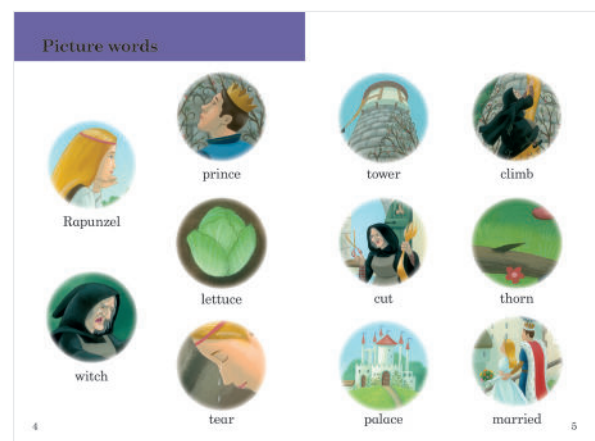 Picture words
Rapunzel
witch
prince
lettuce
tear
4
tower
climb
cut
thorn
palace
married
5